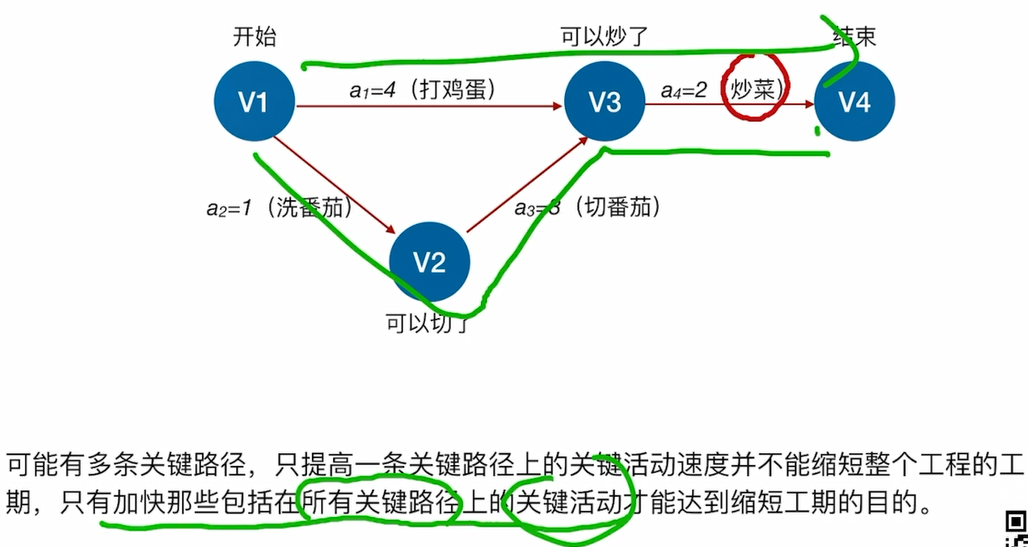 开始
可以炒了
结束
a₁=4（打鸡蛋）
a₄=2（炒菜）
V1
V3
V4
a₂=1（洗番茄）
a₃=3（切番茄）
V2
可以切了
可能有多条关键路径，只提高一条关键路径上的关键活动速度并不能缩短整个工程的工
期，只有加快那些包括在所有关键路径上的关键活动才能达到缩短工期的目的。